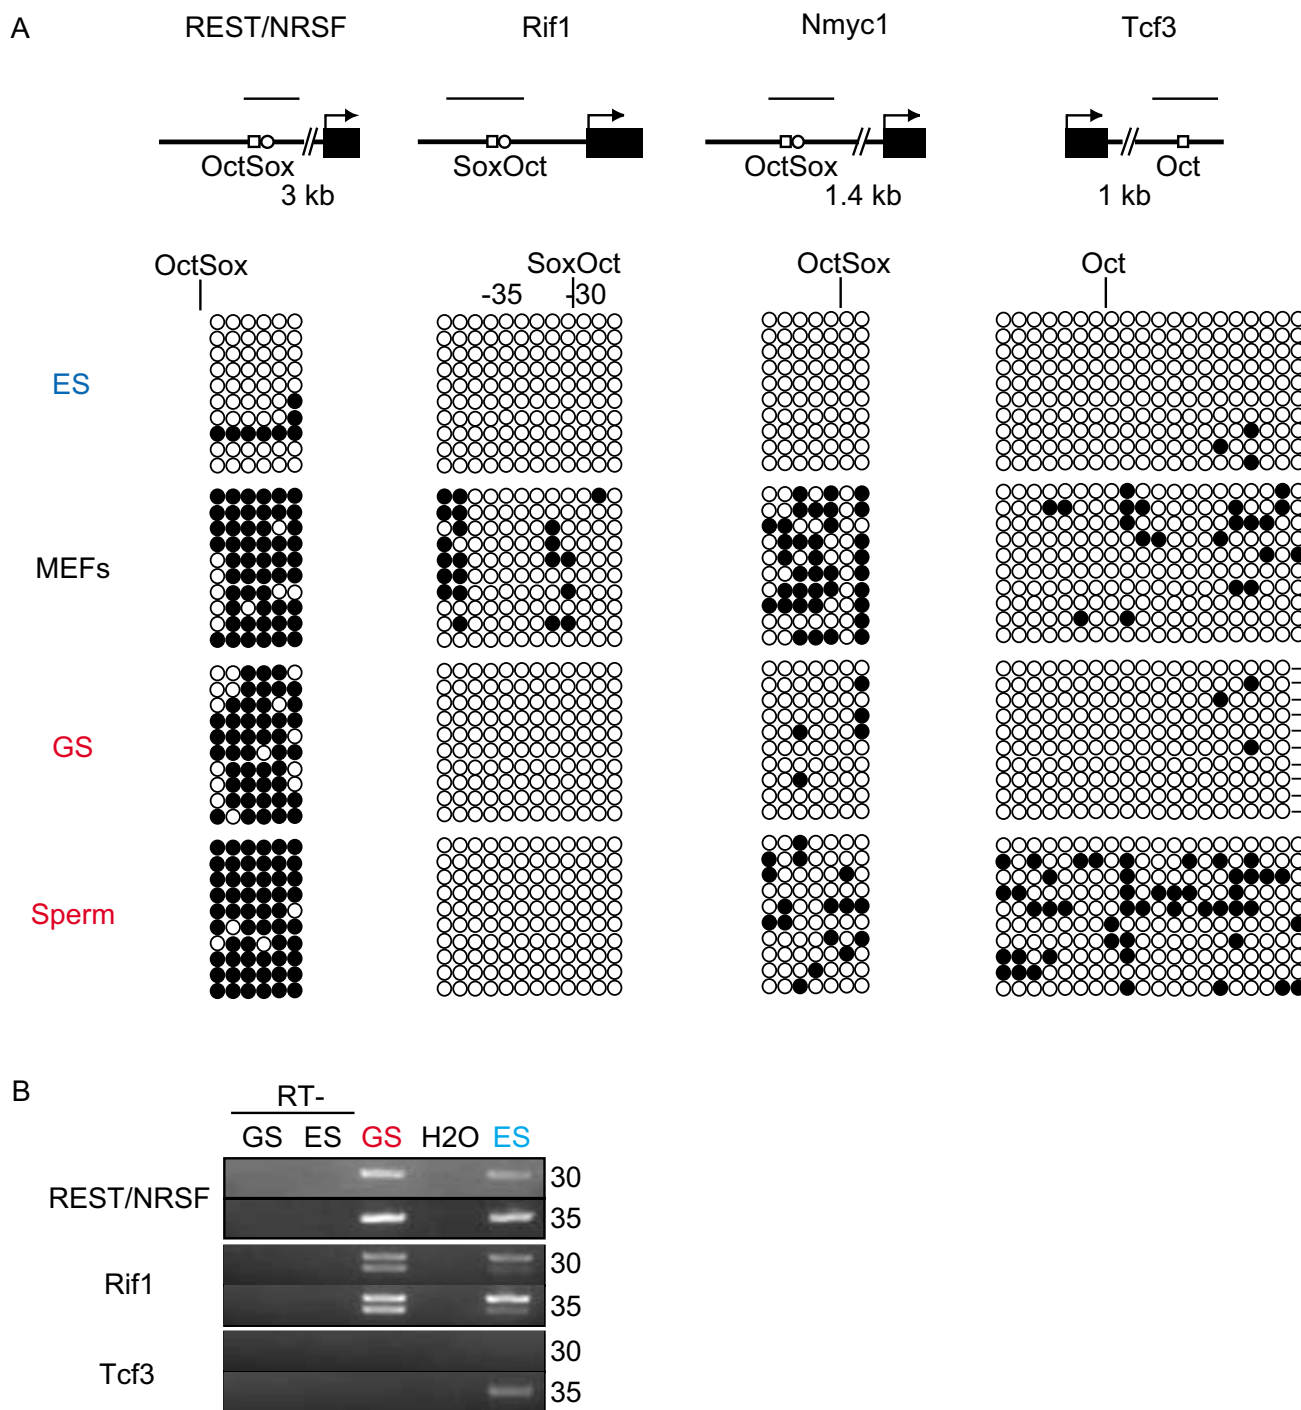 A
REST/NRSF Rif1 Nmyc1 Tcf3
OctSox SoxOct OctSox Oct
3 kb 1.4 kb 1 kb
OctSox SoxOct OctSox Oct
-35 -30
ES
MEFs
GS
Sperm
B
RT-
GS ES GS H2O ES
REST/NRSF
30
35
Rif1
30
35
Tcf3
30
35